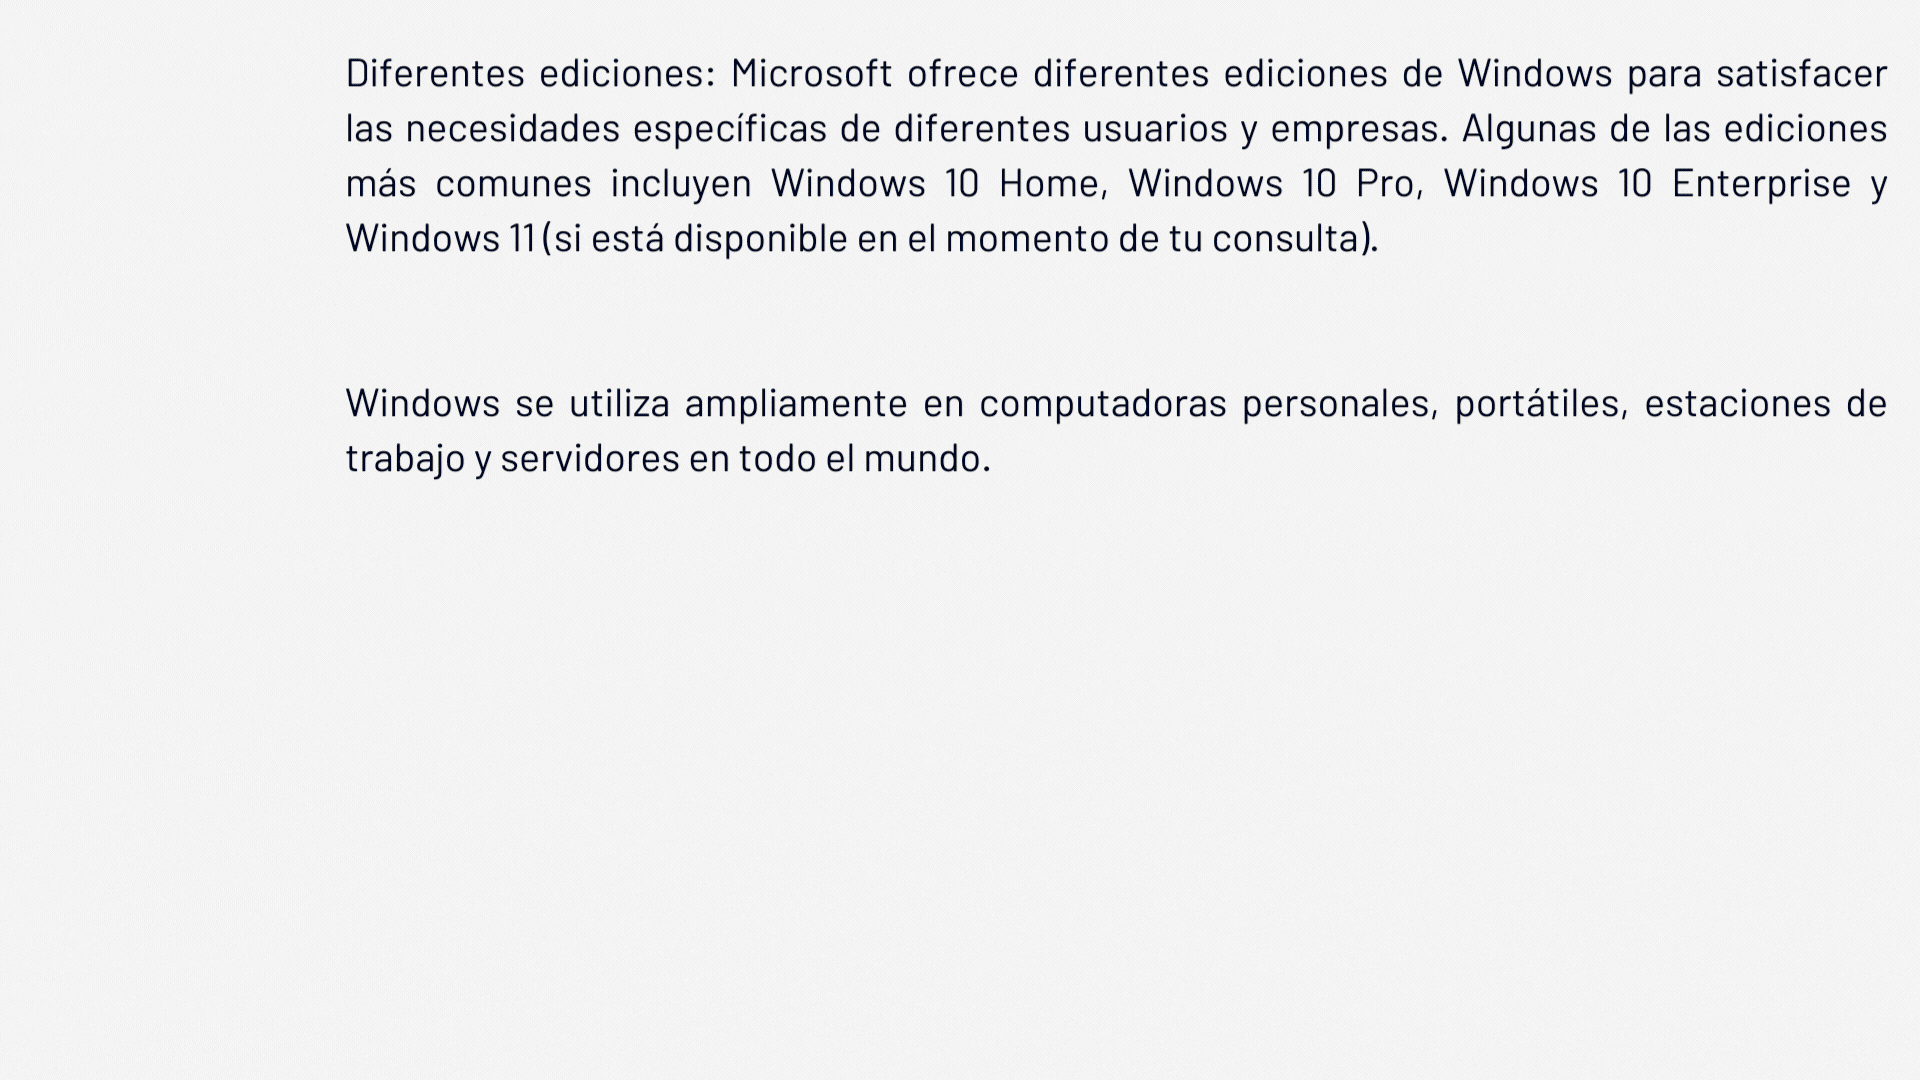 Diferentes ediciones: Microsoft ofrece diferentes ediciones de Windows para satisfacer
las necesidades específicas de diferentes usuarios y empresas. Algunas de las ediciones
más comunes incluyen Windows 10 Home, Windows 10 Pro, Windows 10 Enterprise y
Windows 11 (si está disponible en el momento de tu consulta).
Windows se utiliza ampliamente en computadoras personales, portátiles, estaciones de
trabajo y servidores en todo el mundo.